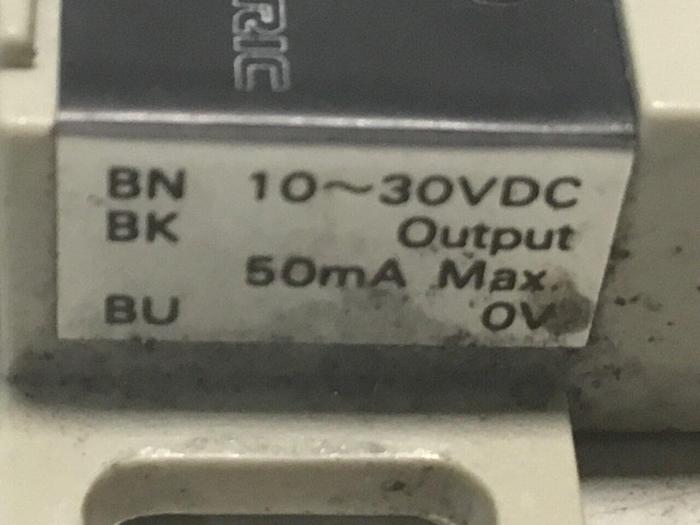 RIC
BN 10~30VDC
BK Output
50mA Max.
BU 0V